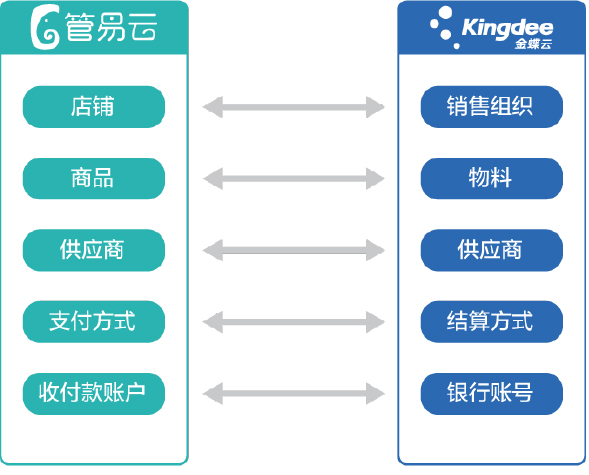 管易云
Kingdee
金蝶云
店铺
销售组织
商品
物料
供应商
供应商
支付方式
结算方式
收付款账户
银行账号